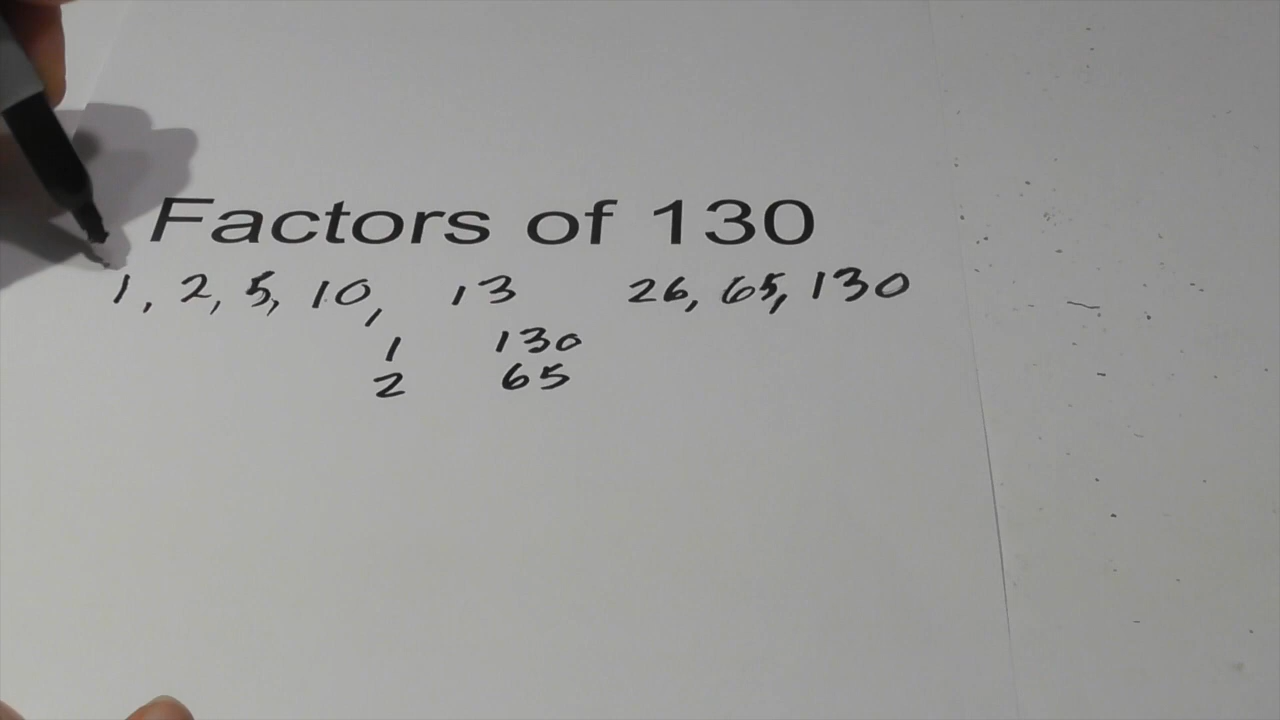 Factors of 130
1, 2, 5, 10, 13 26, 65, 130
1 130
2 65